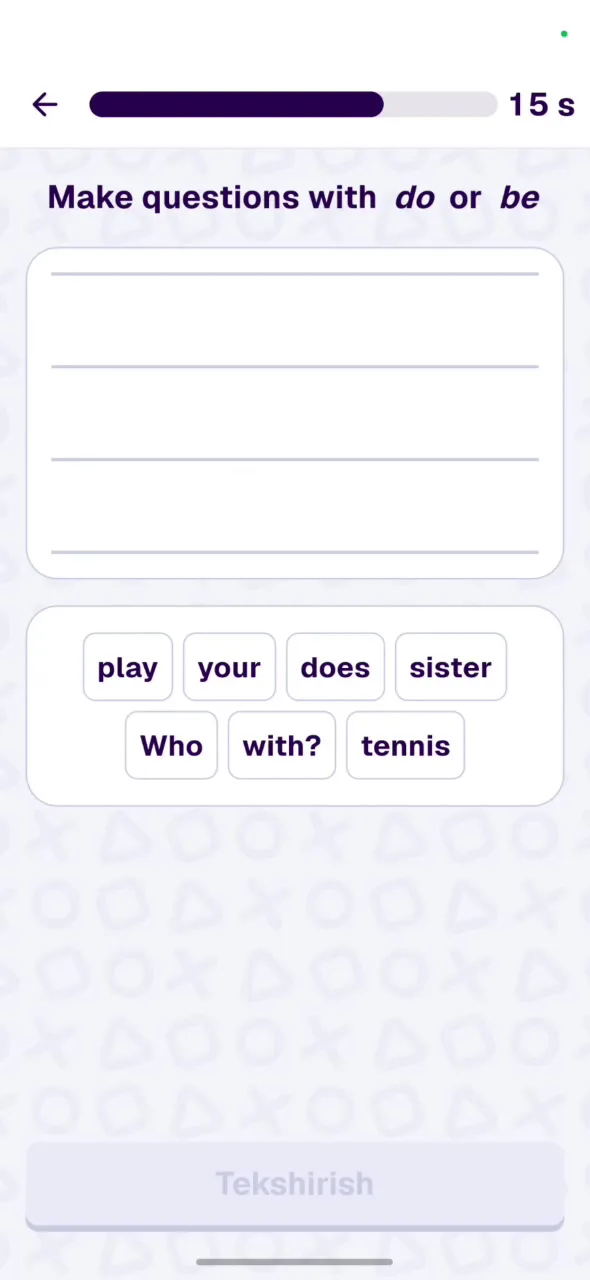 15 s
Make questions with do or be
play your does sister
Who with? tennis
Tekshirish